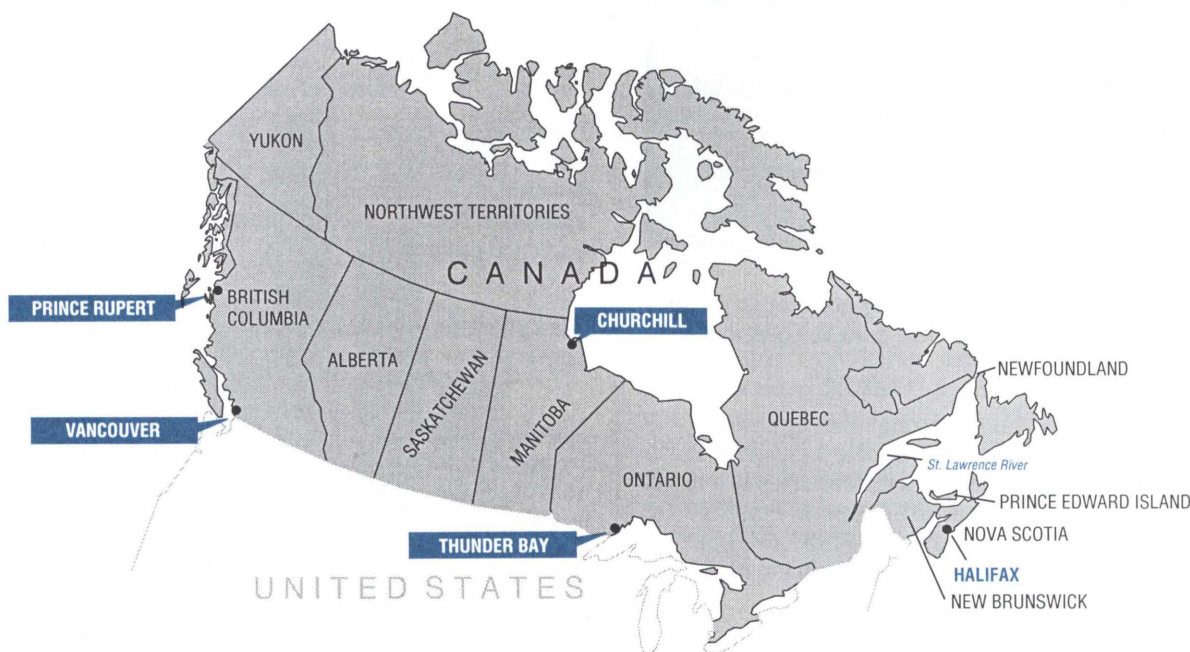 YUKON
NORTHWEST TERRITORIES
CANADA
PRINCE RUPERT
BRITISH
COLUMBIA
CHURCHILL
ALBERTA
SASKATCHEWAN
MANITOBA
NEWFOUNDLAND
QUEBEC
VANCOUVER
St. Lawrence River
ONTARIO
PRINCE EDWARD ISLAND
NOVA SCOTIA
THUNDER BAY
HALIFAX
UNITED STATES
NEW BRUNSWICK